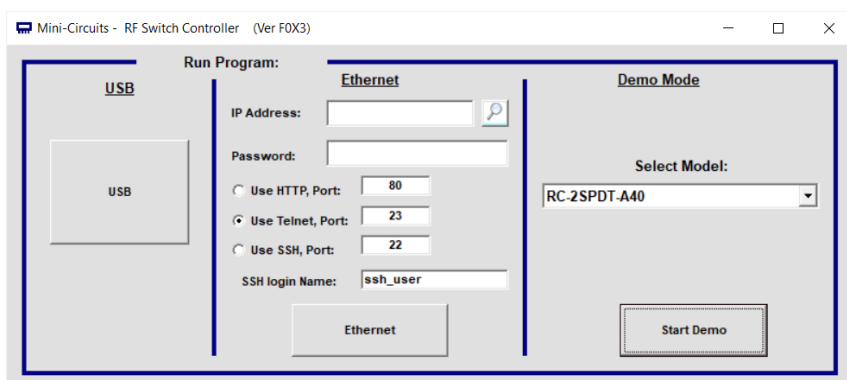 Mini-Circuits - RF Switch Controller (Ver F0X3)
Run Program:
USB
USB
Ethernet
IP Address:
Password:
Use HTTP, Port: 80
Use Telnet, Port: 23
Use SSH, Port: 22
SSH login Name: ssh_user
Ethernet
Demo Mode
Select Model:
RC-2SPDT-A40
Start Demo